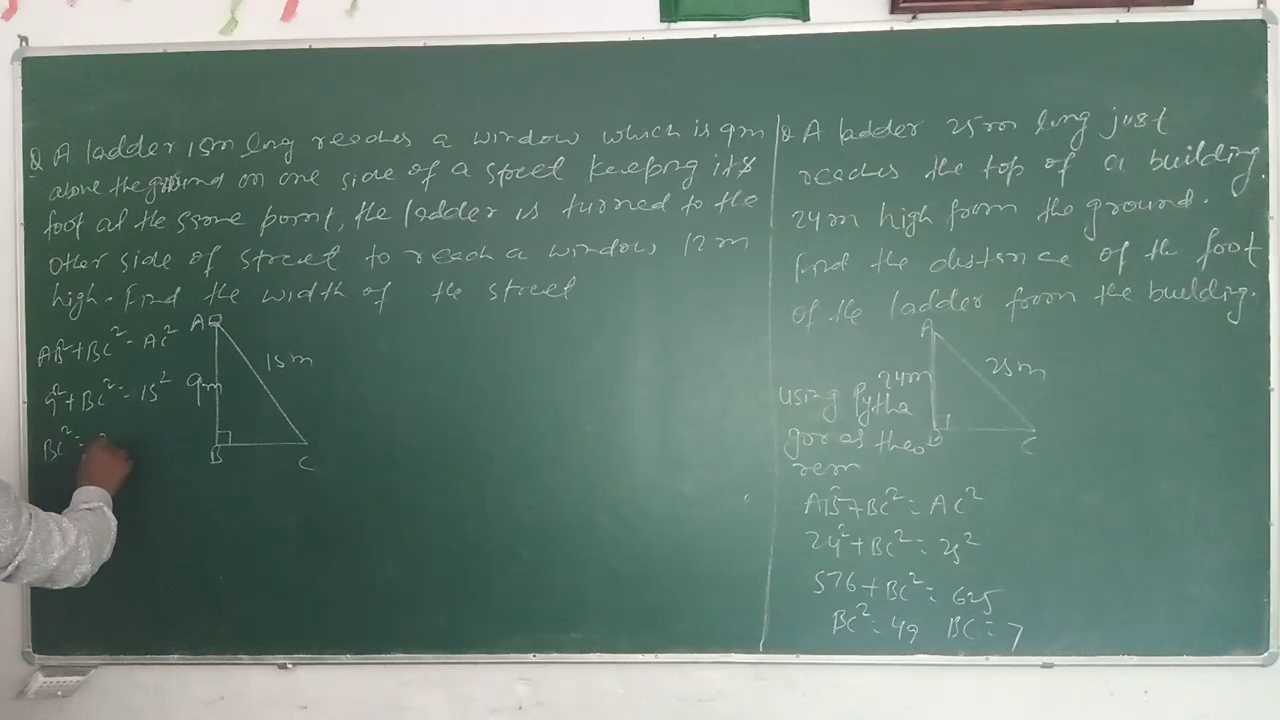 Q A ladder 15m long reaches a window which is 9m
above the ground on one side of a street keeping its
foot at the same point, the ladder is turned to the
other side of street to reach a window 12m
high. Find the width of the street
AB²+BC²=AC²
9²+BC²=15²
BC²=
A
9m
15m
B
C
Q A ladder 25m long just
reaches the top of a building
24m high from the ground.
find the distance of the foot
of the ladder from the building.
A
24m
25m
B
C
using Pytha
goras theo
rem
AB²+BC²=AC²
24²+BC²=25²
576+BC²=625
BC²=49 BC=7